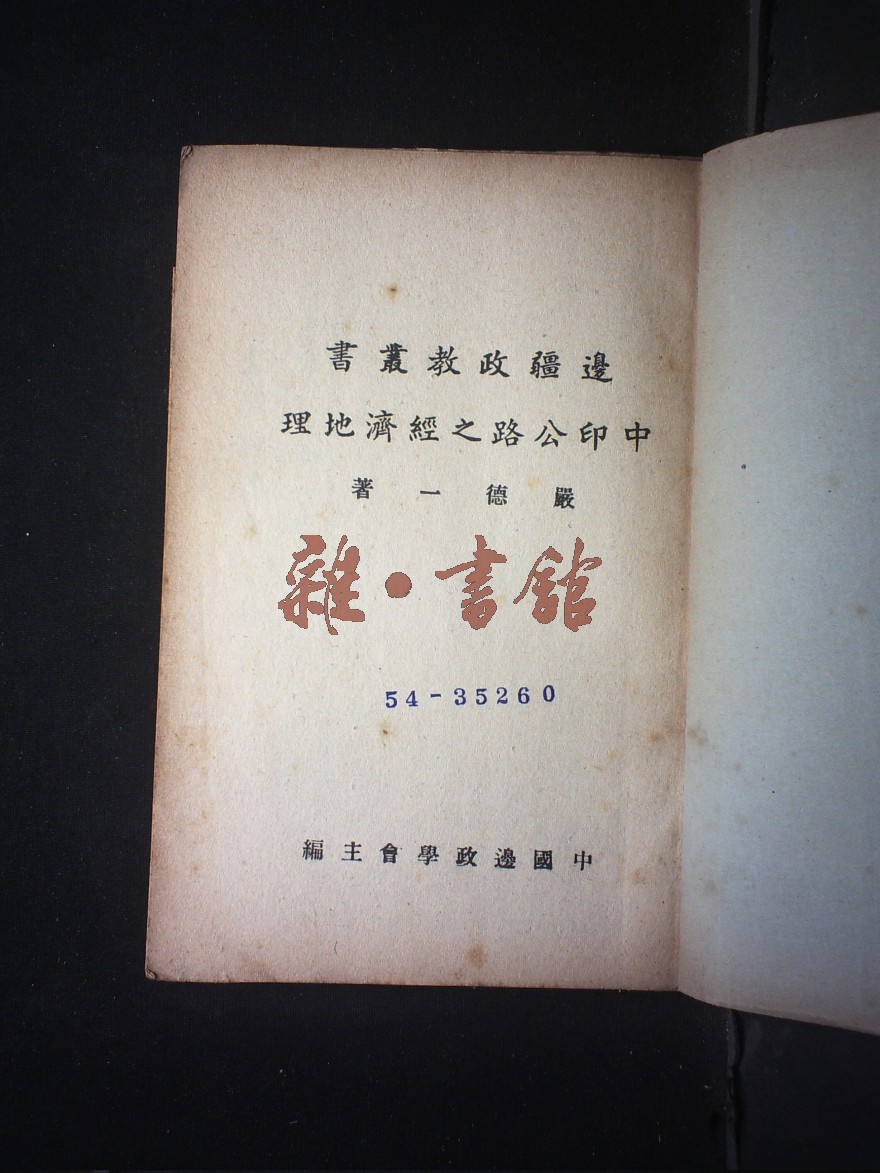 邊疆政教叢書
中印公路之經濟地理
嚴德一著
雜·書館
54-35260
中國邊政學會主編